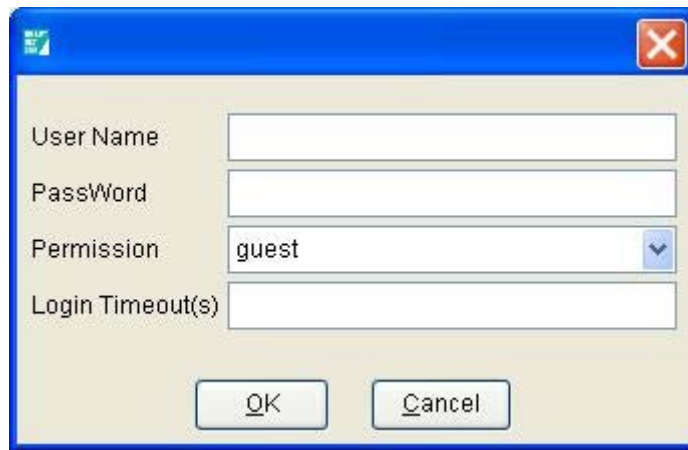 User Name
PassWord
Permission guest
Login Timeout(s)
OK Cancel